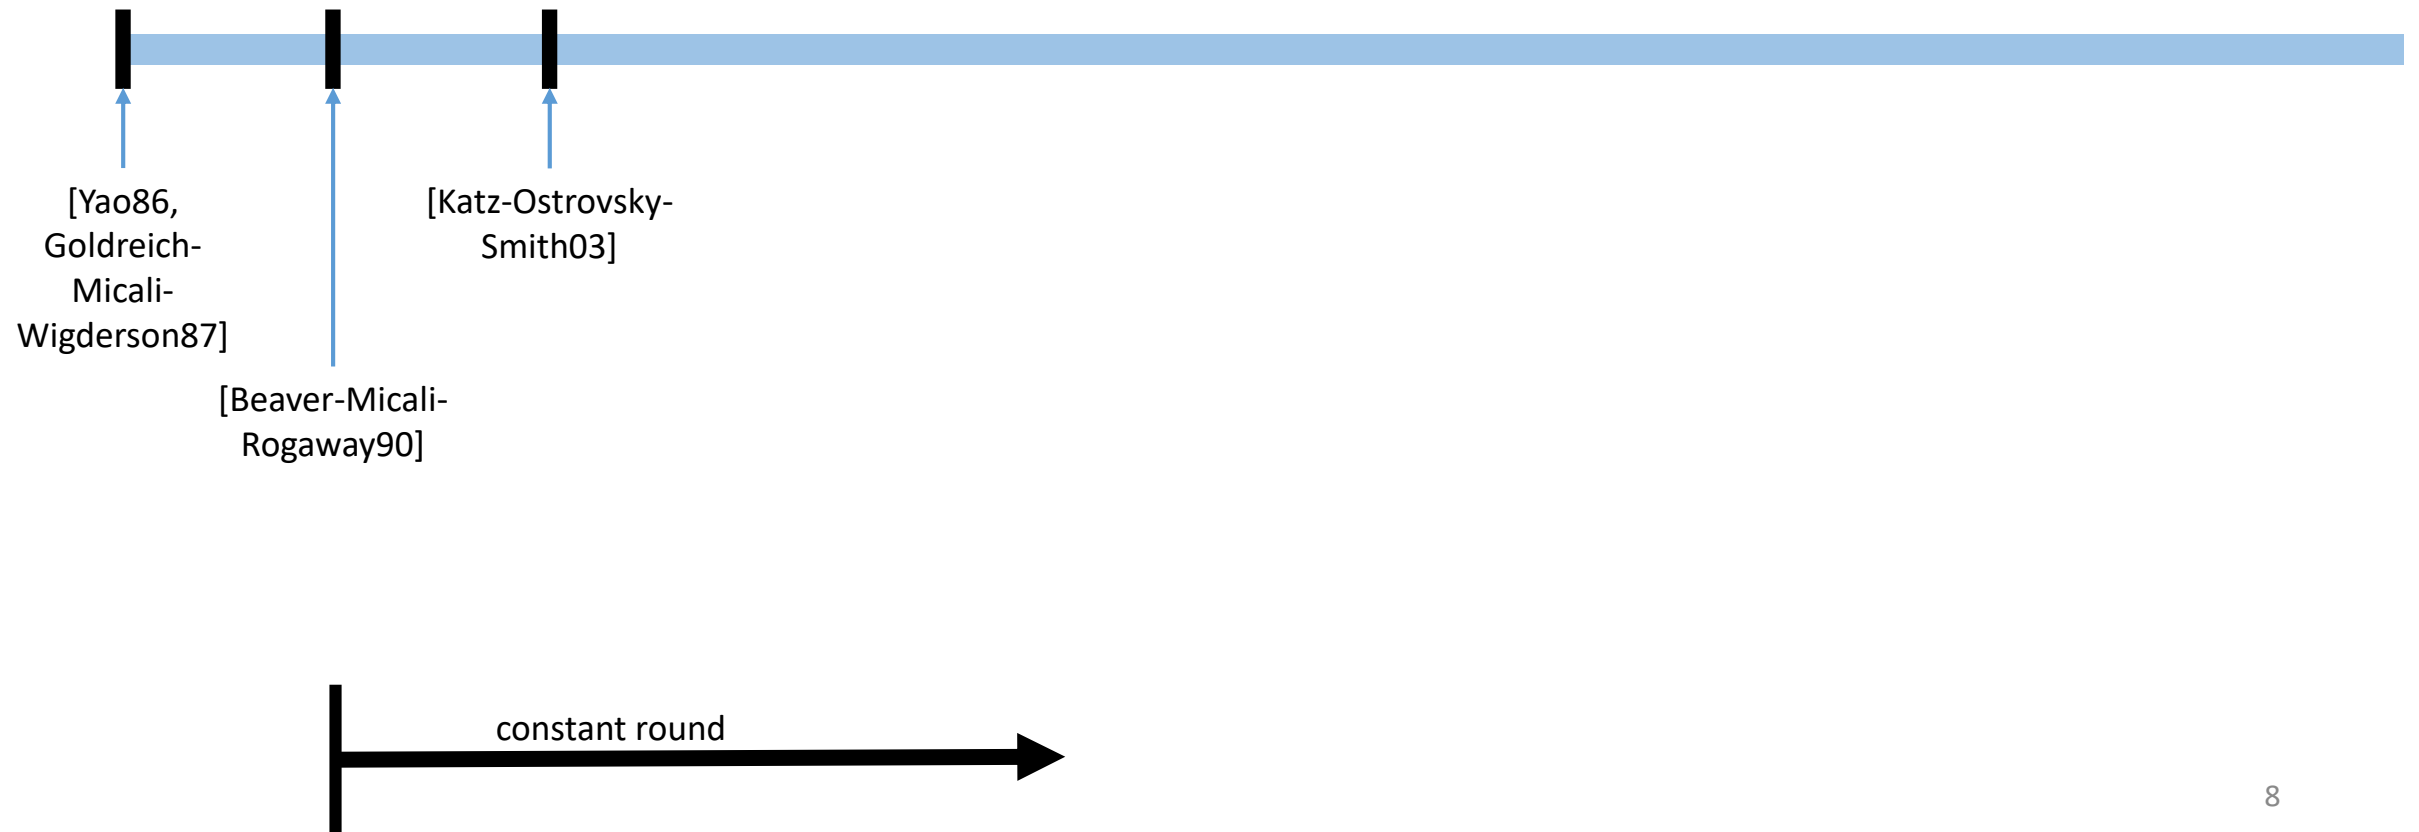 [Yao86,
Goldreich-
Micali-
Wigderson87]
[Beaver-Micali-
Rogaway90]
[Katz-Ostrovsky-
Smith03]
constant round
8